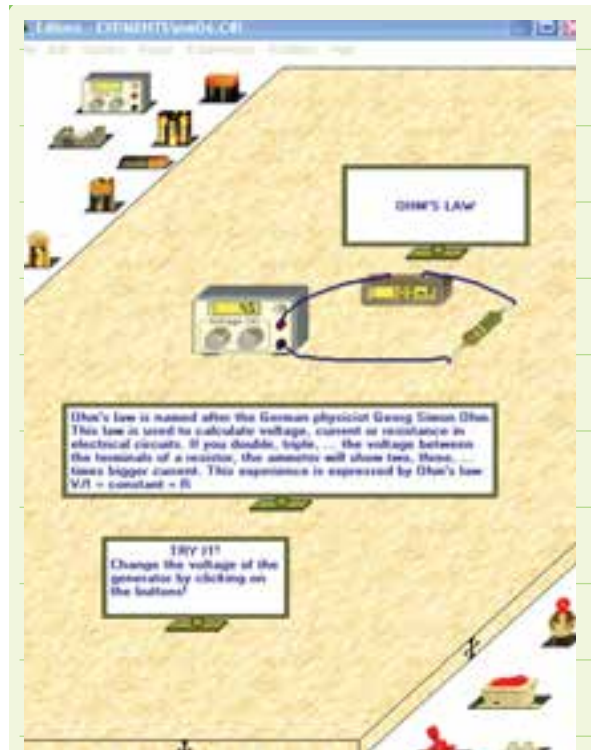 OHM'S LAW
Ohm's law is named after the German physicist Georg Simon Ohm.
This law is used to calculate voltage, current or resistance in
electrical circuits. If you double, triple, ... the voltage between
the terminals of a resistor, the ammeter will show two, three, ...
times bigger current. This experience is expressed by Ohm's law
V/I = constant = R
TRY IT!
Change the voltage of the
generator by clicking on
the buttons!